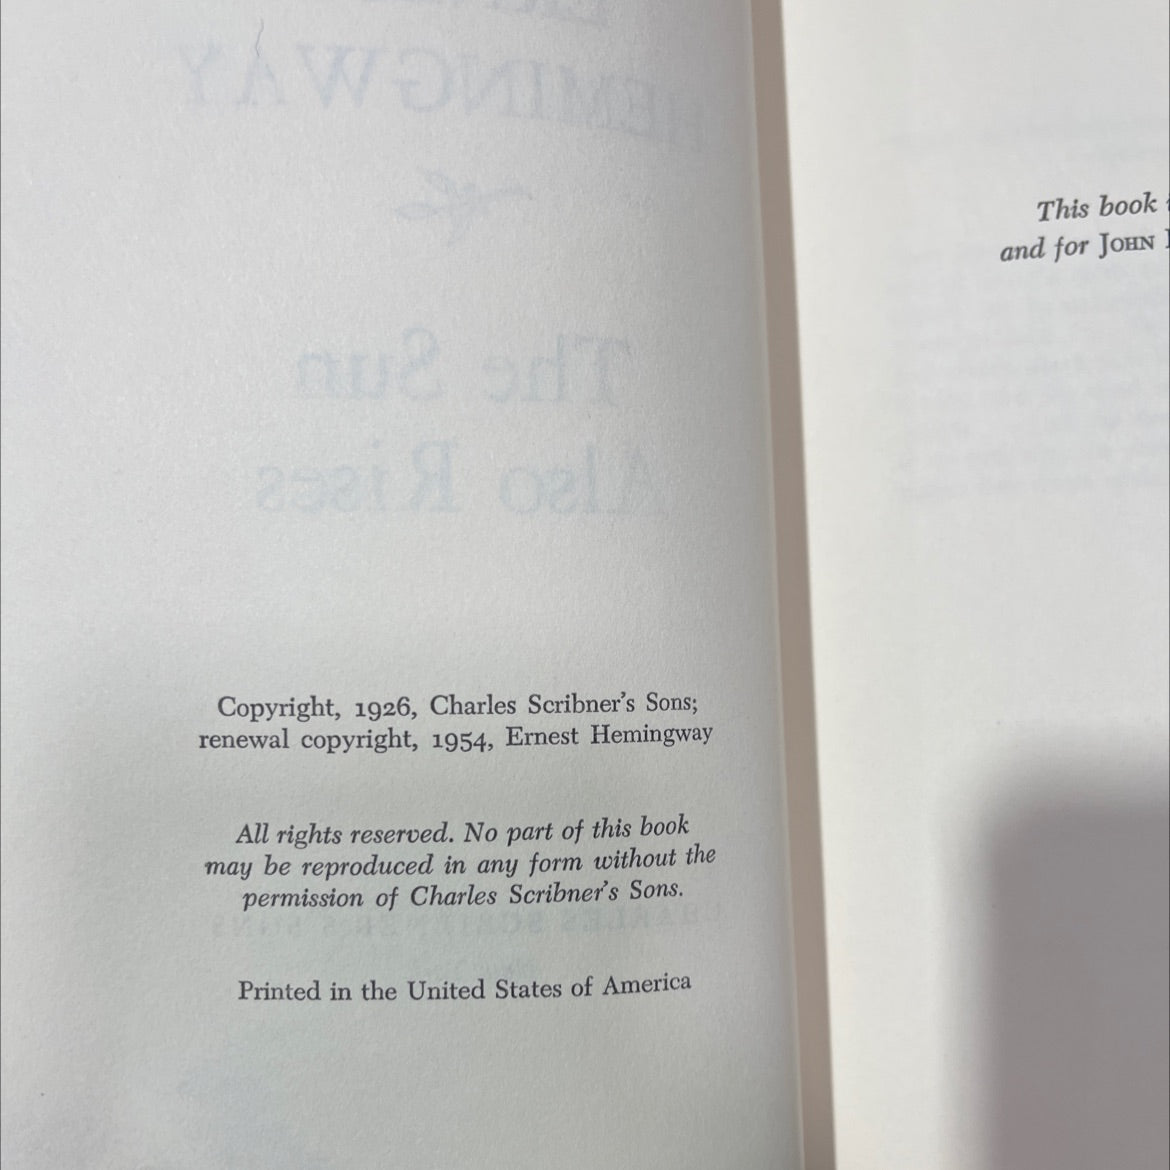 Copyright, 1926, Charles Scribner's Sons;
renewal copyright, 1954, Ernest Hemingway
All rights reserved. No part of this book
may be reproduced in any form without the
permission of Charles Scribner's Sons.
Printed in the United States of America
This book
and for JOHN